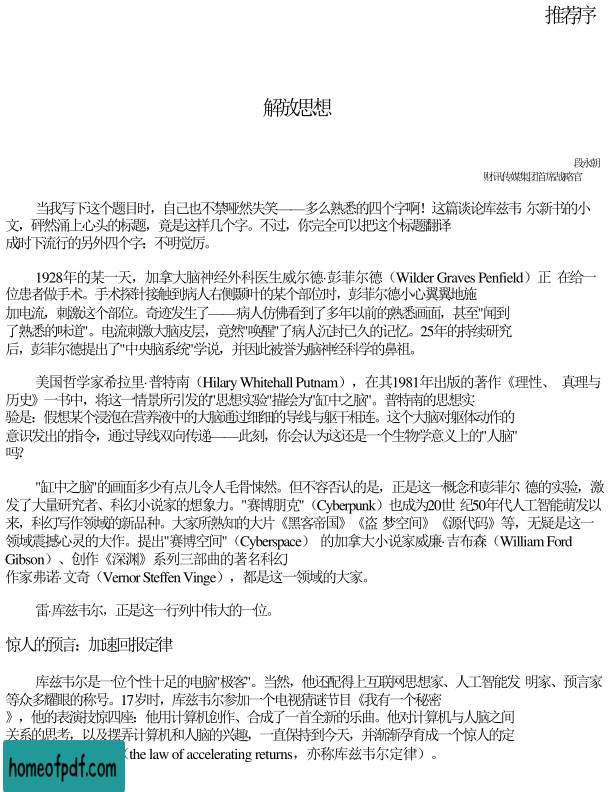 推荐序
解放思想
段永朝
财讯传媒集团首席战略官
当我写下这个题目时，自己也不禁哑然失笑——多么熟悉的四个字啊！这篇谈论库兹韦 尔新书的小
文，砰然涌上心头的标题，竟是这样几个字。不过，你完全可以把这个标题翻译
成时下流行的另外四个字：不明觉厉。
1928年的某一天，加拿大脑神经外科医生威尔德·彭菲尔德（Wilder Graves Penfield）正 在给一
位患者做手术。手术探针接触到病人右侧颞叶的某个部位时，彭菲尔德小心翼翼地施
加电流，刺激这个部位。奇迹发生了——病人仿佛看到了多年以前的熟悉画面，甚至"闻到
了熟悉的味道"。电流刺激大脑皮层，竟然"唤醒"了病人沉封已久的记忆。25年的持续研究
后，彭菲尔德提出了"中央脑系统"学说，并因此被誉为脑神经科学的鼻祖。
美国哲学家希拉里·普特南（Hilary Whitehall Putnam），在其1981年出版的著作《理性、 真理与
历史》一书中，将这一情景所引发的"思想实验"描绘为"缸中之脑"。普特南的思想实
验是：假想某个浸泡在营养液中的大脑通过细细的导线与躯干相连。这个大脑对躯体动作的
意识发出的指令，通过导线双向传递——此刻，你会认为这还是一个生物学意义上的"人脑"
吗?
"缸中之脑"的画面多少有点儿令人毛骨悚然。但不容否认的是，正是这一概念和彭菲尔 德的实验，激
发了大量研究者、科幻小说家的想象力。"赛博朋克"（Cyberpunk）也成为20世 纪50年代人工智能萌发以
来，科幻写作领域的新品种。大家所熟知的大片《黑客帝国》《盗 梦空间》《源代码》等，无疑是这一
领域震撼心灵的大作。提出"赛博空间"（Cyberspace） 的加拿大小说家威廉·吉布森（William Ford
Gibson）、创作《深渊》系列三部曲的著名科幻
作家弗诺·文奇（Vernor Steffen Vinge），都是这一领域的大家。
雷·库兹韦尔，正是这一行列中伟大的一位。
惊人的预言：加速回报定律
库兹韦尔是一位个性十足的电脑"极客"。当然，他还配得上互联网思想家、人工智能发 明家、预言家
等众多耀眼的称号。17岁时，库兹韦尔参加一个电视猜谜节目《我有一个秘密
》，他的表演技惊四座：他用计算机创作、合成了一首全新的乐曲。他对计算机与人脑之间
关系的思考，以及摆弄计算机和人脑的兴趣，一直保持到今天，并渐渐孕育成一个惊人的定
（the law of accelerating returns，亦称库兹韦尔定律）。
homeofpdf.com